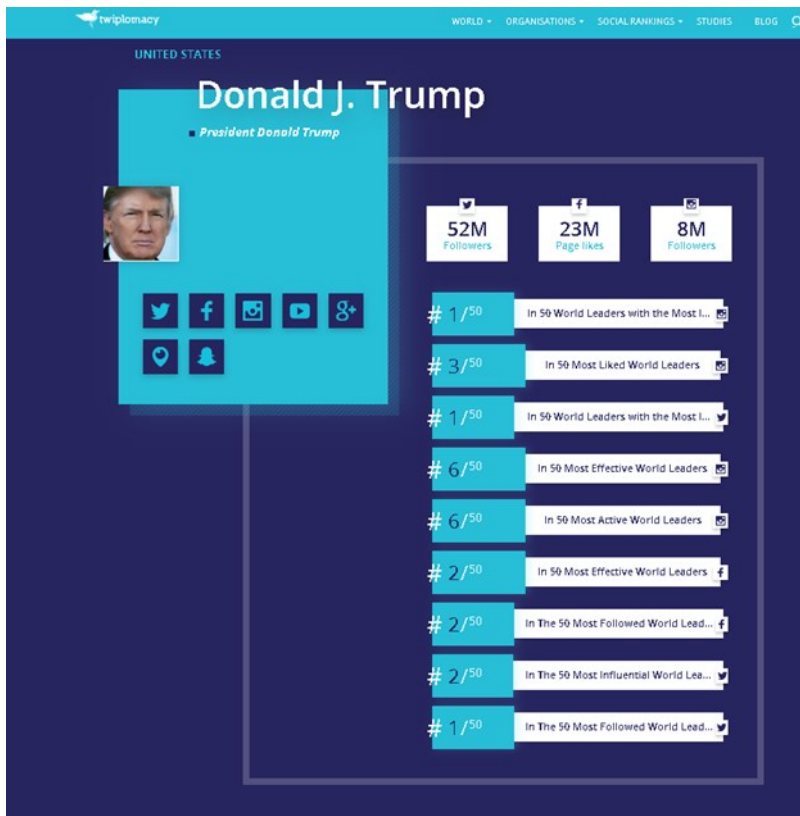 twiplomacy
WORLD ORGANISATIONS SOCIAL RANKINGS STUDIES BLOG
UNITED STATES
Donald J. Trump
President Donald Trump
52M
Followers
23M
Page likes
8M
Followers
# 1/50 In 50 World Leaders with the Most I...
# 3/50 In 50 Most Liked World Leaders
# 1/50 In 50 World Leaders with the Most I...
# 6/50 In 50 Most Effective World Leaders
# 6/50 In 50 Most Active World Leaders
# 2/50 In 50 Most Effective World Leaders
# 2/50 In The 50 Most Followed World Lead...
# 2/50 In The 50 Most Influential World Lea...
# 1/50 In The 50 Most Followed World Lead...